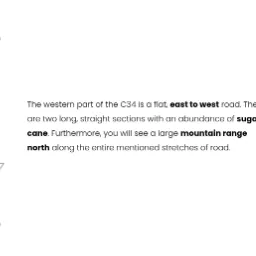 The western part of the C34 is a flat, east to west road. The
are two long, straight sections with an abundance of suga
cane. Furthermore, you will see a large mountain range
north along the entire mentioned stretches of road.